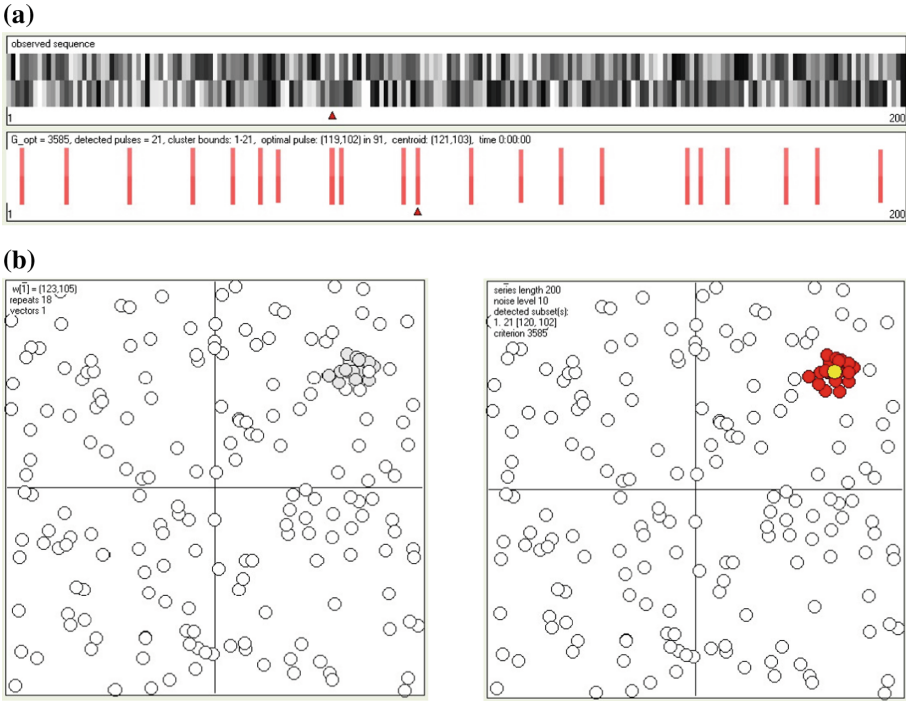 (a)
observed sequence
1 200
G_opt = 3585, detected pulses = 21, cluster bounds: 1-21, optimal pulse: (119,102) in 91, centroid: (121,103), time 0:00:00
1 200
(b)
w[1] = (123,105)
repeats 18
vectors 1
series length 200
noise level 10
detected subset(s):
1. 21 [120, 102]
criterion 3585